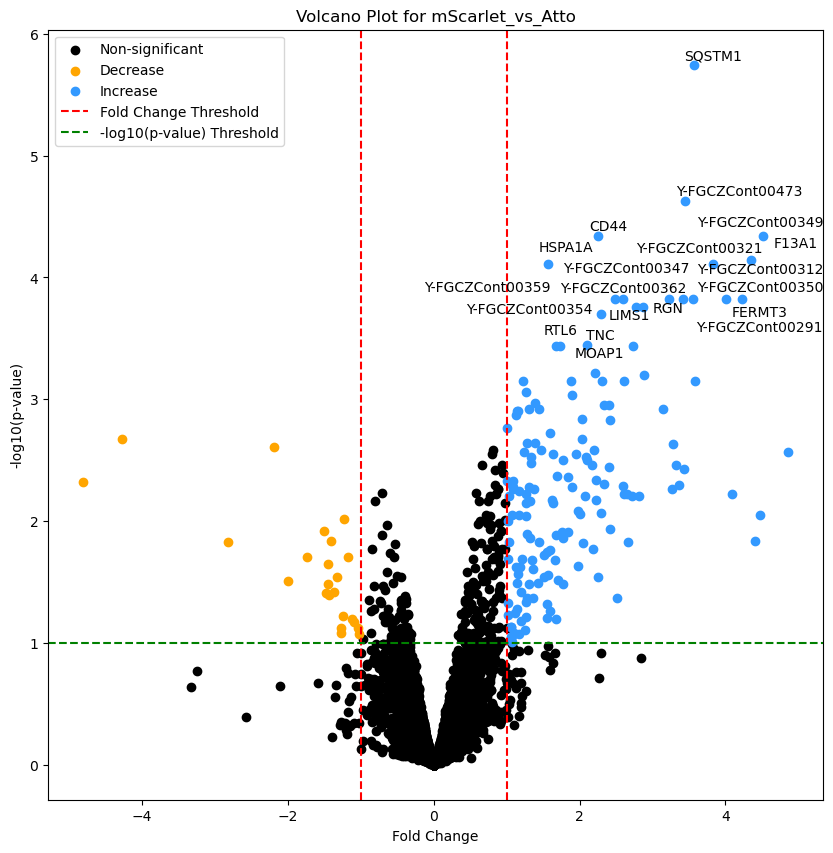 Volcano Plot for mScarlet_vs_Atto
Non-significant
Decrease
Increase
Fold Change Threshold
-log10(p-value) Threshold
SQSTM1
Y-FGCZCont00473
Y-FGCZCont00349
CD44
F13A1
HSPA1A
Y-FGCZCont00321
Y-FGCZCont00347
Y-FGCZCont00312
Y-FGCZCont00359
Y-FGCZCont00362
Y-FGCZCont00350
Y-FGCZCont00354
LIMS1
RGN
FERMT3
Y-FGCZCont00291
RTL6
TNC
MOAP1
6
5
4
3
2
1
0
-log10(p-value)
−4
−2
0
2
4
Fold Change